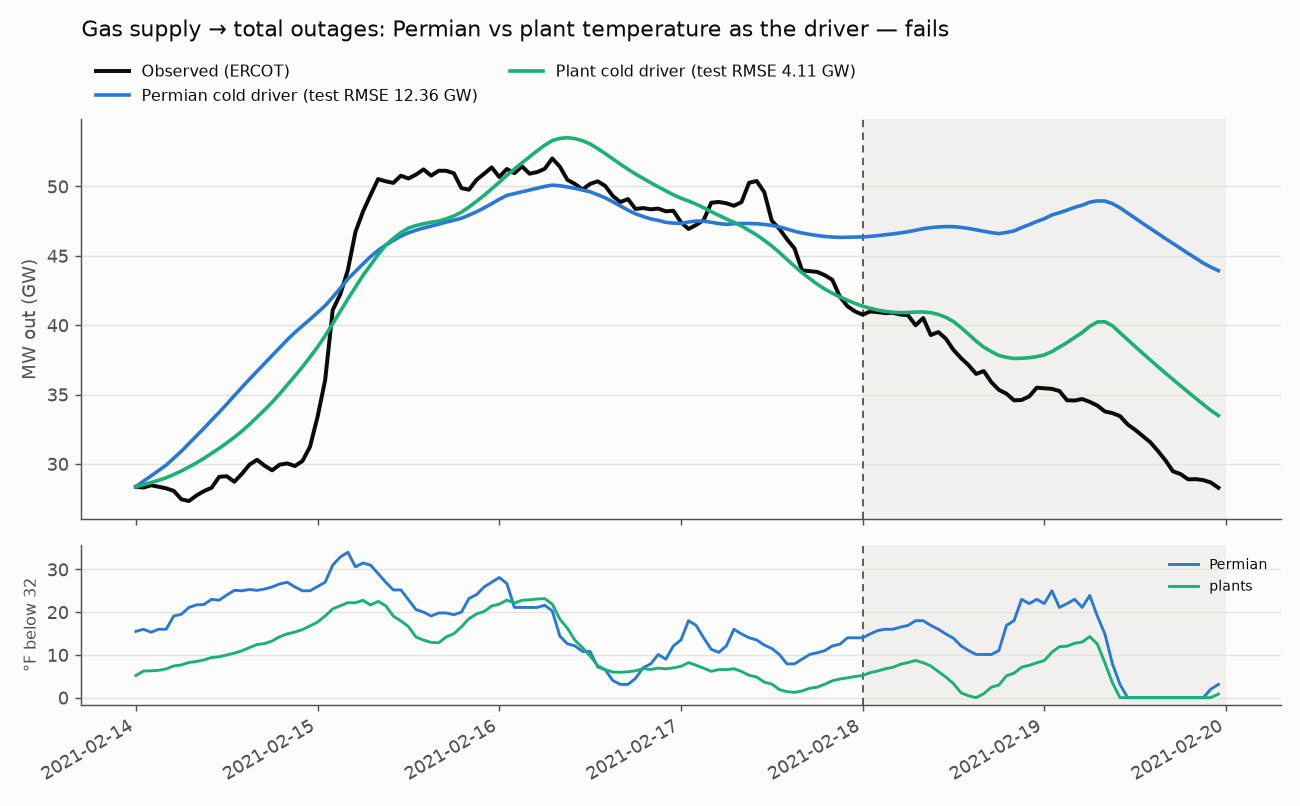 Gas supply → total outages: Permian vs plant temperature as the driver — fails
Observed (ERCOT)
Permian cold driver (test RMSE 12.36 GW)
Plant cold driver (test RMSE 4.11 GW)
MW out (GW)
50
45
40
35
30
°F below 32
30
20
10
0
Permian
plants
2021-02-14
2021-02-15
2021-02-16
2021-02-17
2021-02-18
2021-02-19
2021-02-20